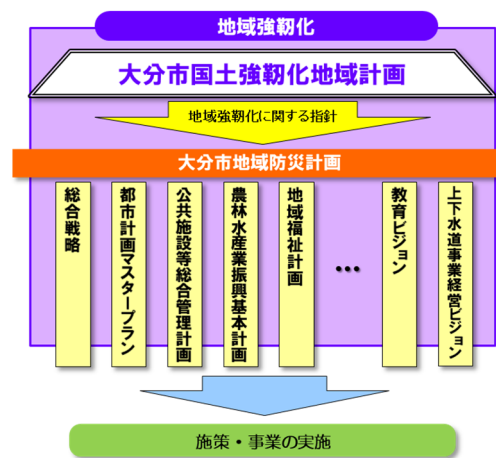 地域強靭化
大分市国土強靭化地域計画
地域強靭化に関する指針
大分市地域防災計画
総合戦略
都市計画マスタープラン
公共施設等総合管理計画
農林水産業振興基本計画
地域福祉計画
…
教育ビジョン
上下水道事業経営ビジョン
施策・事業の実施